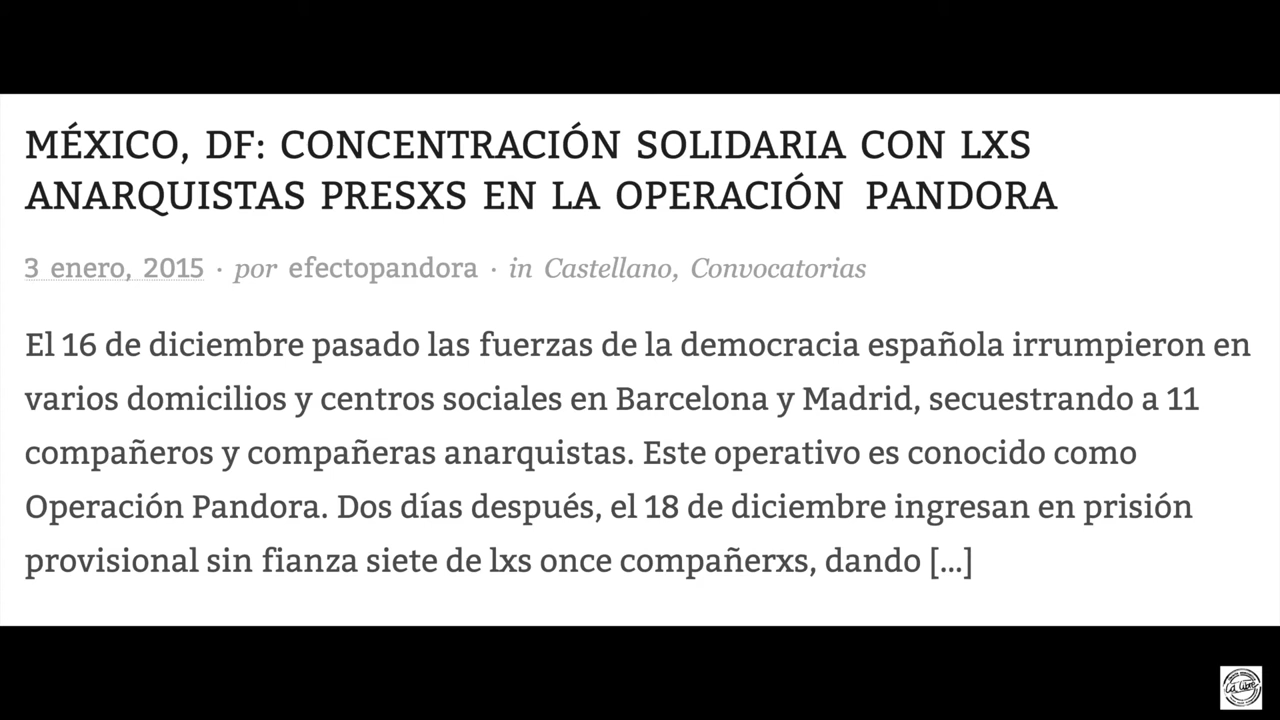 MÉXICO, DF: CONCENTRACIÓN SOLIDARIA CON LXS
ANARQUISTAS PRESXS EN LA OPERACIÓN PANDORA
3 enero, 2015 · por efectopandora · in Castellano, Convocatorias
El 16 de diciembre pasado las fuerzas de la democracia española irrumpieron en
varios domicilios y centros sociales en Barcelona y Madrid, secuestrando a 11
compañeros y compañeras anarquistas. Este operativo es conocido como
Operación Pandora. Dos días después, el 18 de diciembre ingresan en prisión
provisional sin fianza siete de lxs once compañerxs, dando [...]